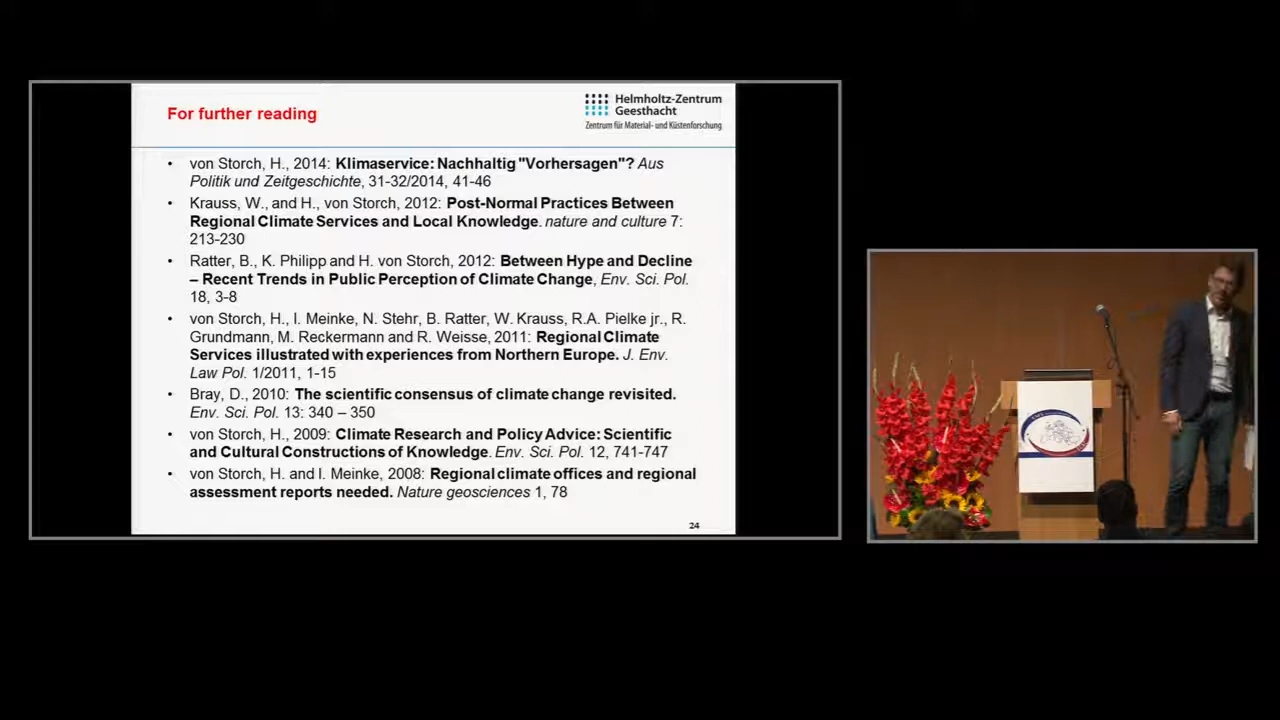 For further reading
Helmholtz-Zentrum
Geesthacht
Zentrum für Material- und Küstenforschung
• von Storch, H., 2014: Klimaservice: Nachhaltig "Vorhersagen"? Aus
Politik und Zeitgeschichte, 31-32/2014, 41-46
• Krauss, W., and H., von Storch, 2012: Post-Normal Practices Between
Regional Climate Services and Local Knowledge. nature and culture 7:
213-230
• Ratter, B., K. Philipp and H. von Storch, 2012: Between Hype and Decline
– Recent Trends in Public Perception of Climate Change, Env. Sci. Pol.
18, 3-8
• von Storch, H., I. Meinke, N. Stehr, B. Ratter, W. Krauss, R.A. Pielke jr., R.
Grundmann, M. Reckermann and R. Weisse, 2011: Regional Climate
Services illustrated with experiences from Northern Europe. J. Env.
Law Pol. 1/2011, 1-15
• Bray, D., 2010: The scientific consensus of climate change revisited.
Env. Sci. Pol. 13: 340 – 350
• von Storch, H., 2009: Climate Research and Policy Advice: Scientific
and Cultural Constructions of Knowledge. Env. Sci. Pol. 12, 741-747
• von Storch, H. and I. Meinke, 2008: Regional climate offices and regional
assessment reports needed. Nature geosciences 1, 78
24